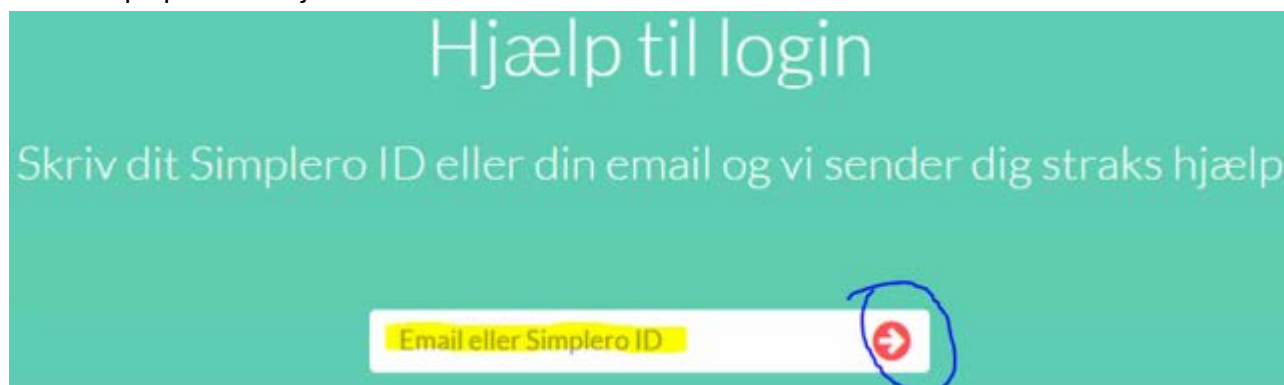 Hjælp til login
Skriv dit Simplero ID eller din email og vi sender dig straks hjælp
Email eller Simplero ID